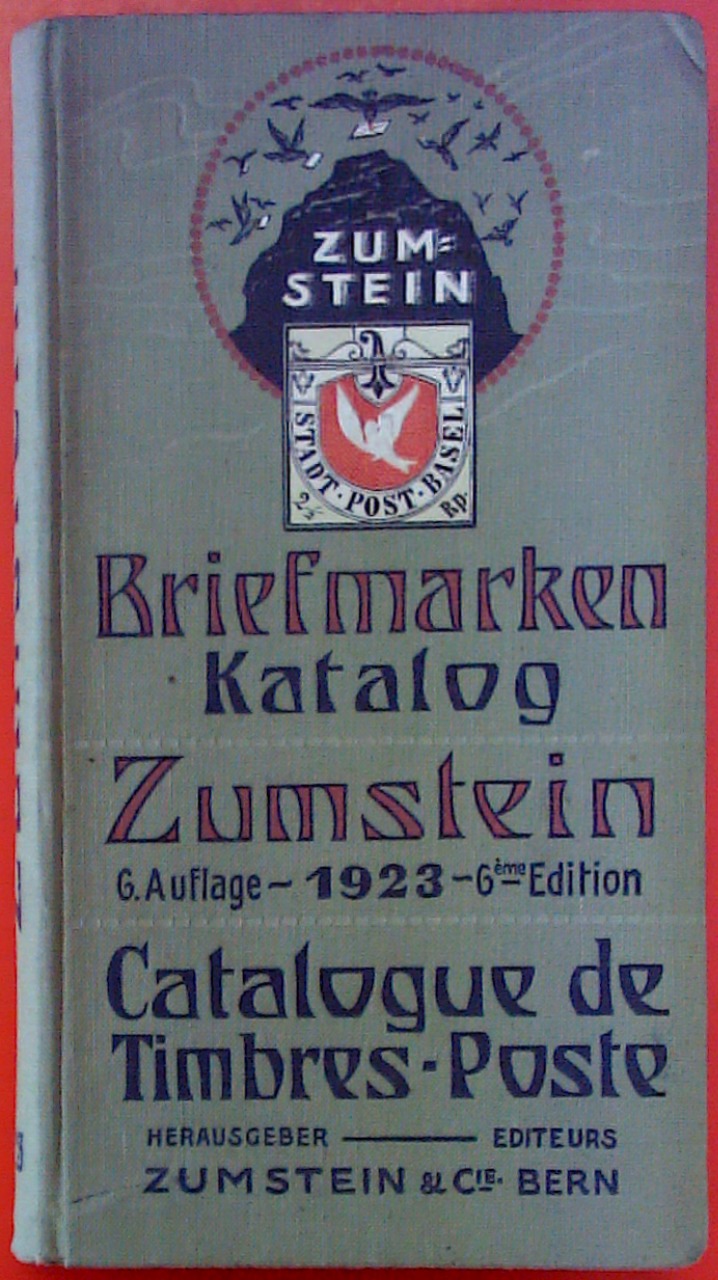 ZUM=
STEIN
STADT·POST·BASEL
2½ Rp.
Briefmarken
Katalog
Zumstein
6. Auflage ~ 1923 ~ 6ème Edition
Catalogue de
Timbres-Poste
HERAUSGEBER — EDITEURS
ZUMSTEIN & CIE. BERN